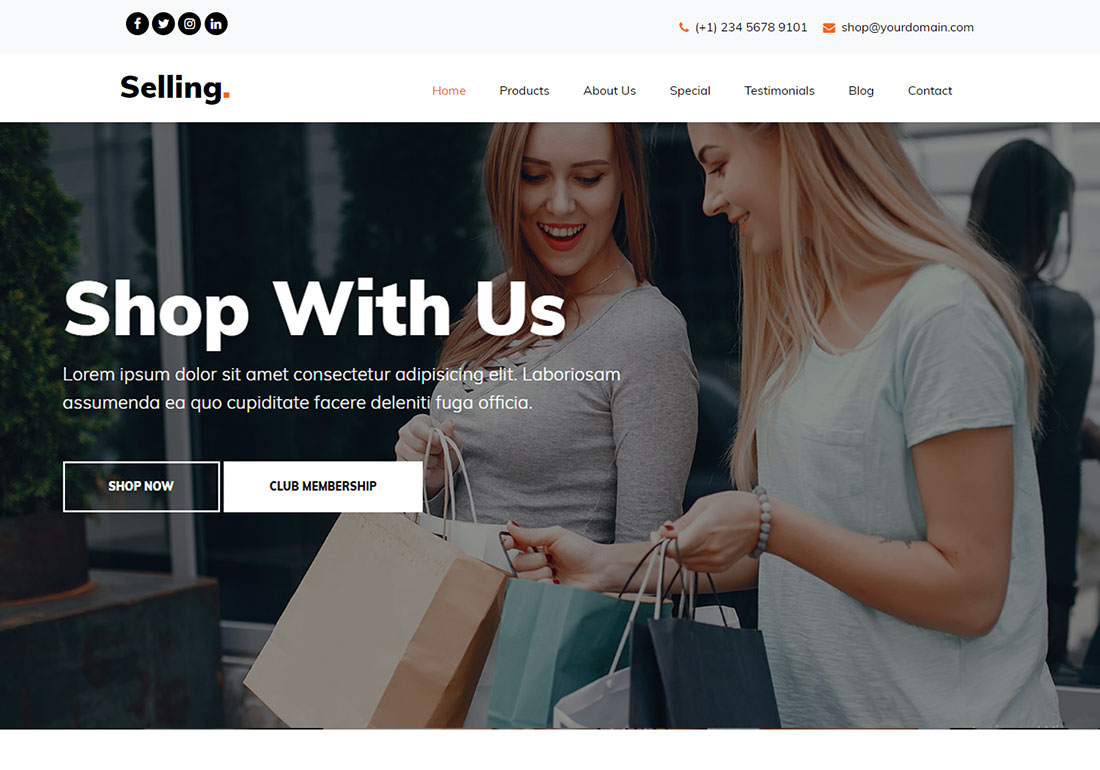 (+1) 234 5678 9101 shop@yourdomain.com
Selling.
Home Products About Us Special Testimonials Blog Contact
Shop With Us
Lorem ipsum dolor sit amet consectetur adipisicing elit. Laboriosam
assumenda ea quo cupiditate facere deleniti fuga officia.
SHOP NOW CLUB MEMBERSHIP